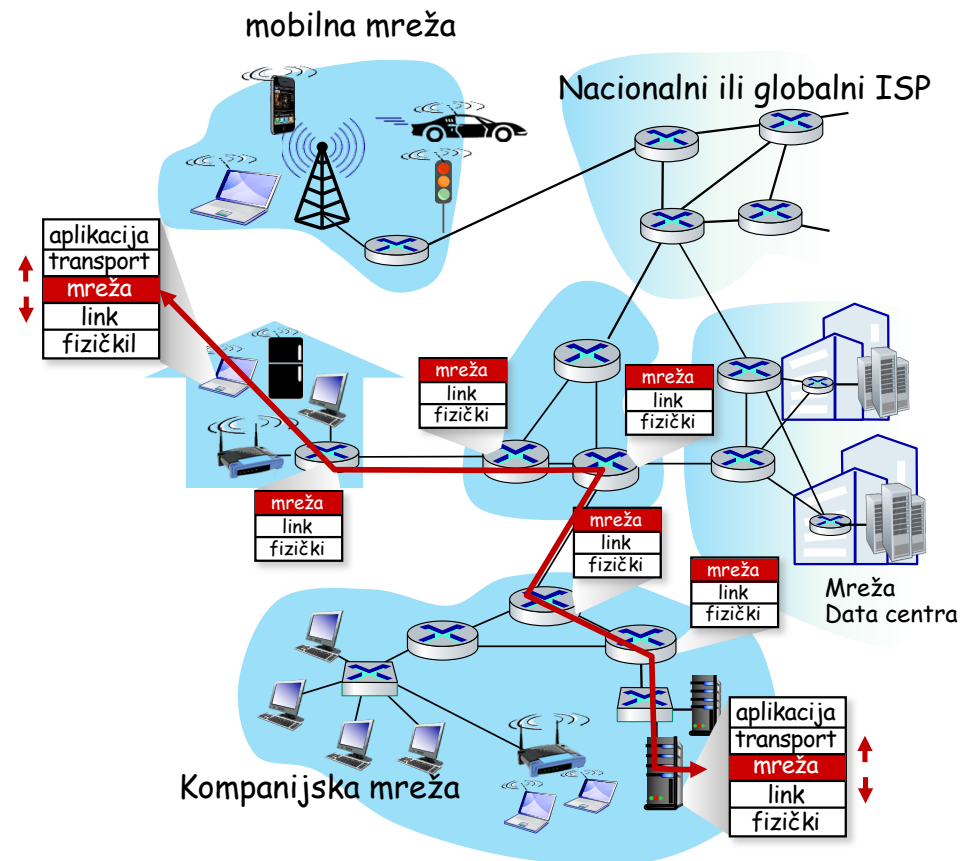 mobilna mreža
Nacionalni ili globalni ISP
aplikacija
transport
mreža
link
fizičkil
mreža
link
fizički
mreža
link
fizički
mreža
link
fizički
mreža
link
fizički
mreža
link
fizički
Mreža
Data centra
Kompanijska mreža
aplikacija
transport
mreža
link
fizički